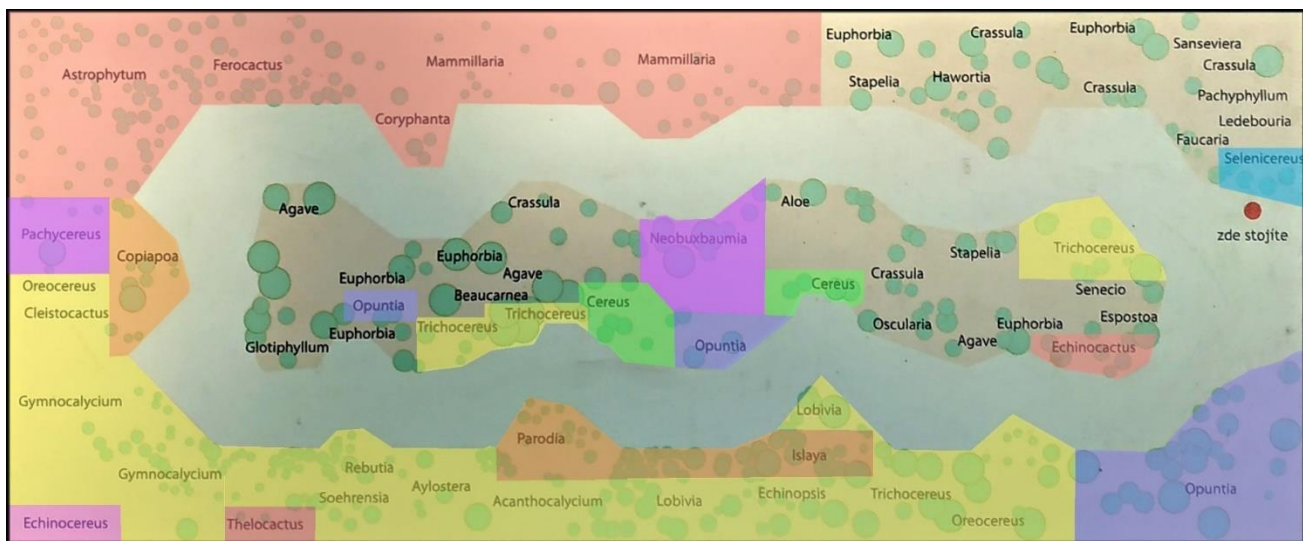 Astrophytum
Ferocactus
Mammillaria
Mammillaria
Coryphanta
Euphorbia
Crassula
Euphorbia
Sanseviera
Crassula
Stapelia
Hawortia
Crassula
Pachyphyllum
Ledebouria
Faucaria
Selenicereus
zde stojíte
Pachycereus
Copiapoa
Oreocereus
Cleistocactus
Agave
Crassula
Euphorbia
Euphorbia
Agave
Beaucarnea
Opuntia
Euphorbia
Glotiphyllum
Trichocereus
Trichocereus
Cereus
Neobuxbaumia
Opuntia
Aloe
Cereus
Crassula
Stapelia
Trichocereus
Senecio
Oscularia
Agave
Euphorbia
Espostoa
Echinocactus
Gymnocalycium
Gymnocalycium
Echinocereus
Thelocactus
Rebutia
Soehrensia
Aylostera
Parodia
Acanthocalycium
Lobivia
Lobivia
Islaya
Echinopsis
Trichocereus
Oreocereus
Opuntia